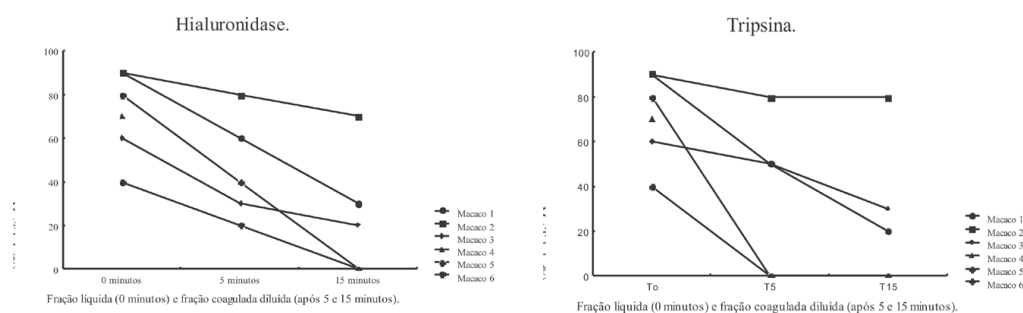 Hialuronidase.
100
80
60
40
20
0
0 minutos 5 minutos 15 minutos
Macaco 1
Macaco 2
Macaco 3
Macaco 4
Macaco 5
Macaco 6
Fração líquida (0 minutos) e fração coagulada diluída (após 5 e 15 minutos).
Tripsina.
100
80
60
40
20
0
To T5 T15
Macaco 1
Macaco 2
Macaco 3
Macaco 4
Macaco 5
Macaco 6
Fração líquida (0 minutos) e fração coagulada diluída (após 5 e 15 minutos).